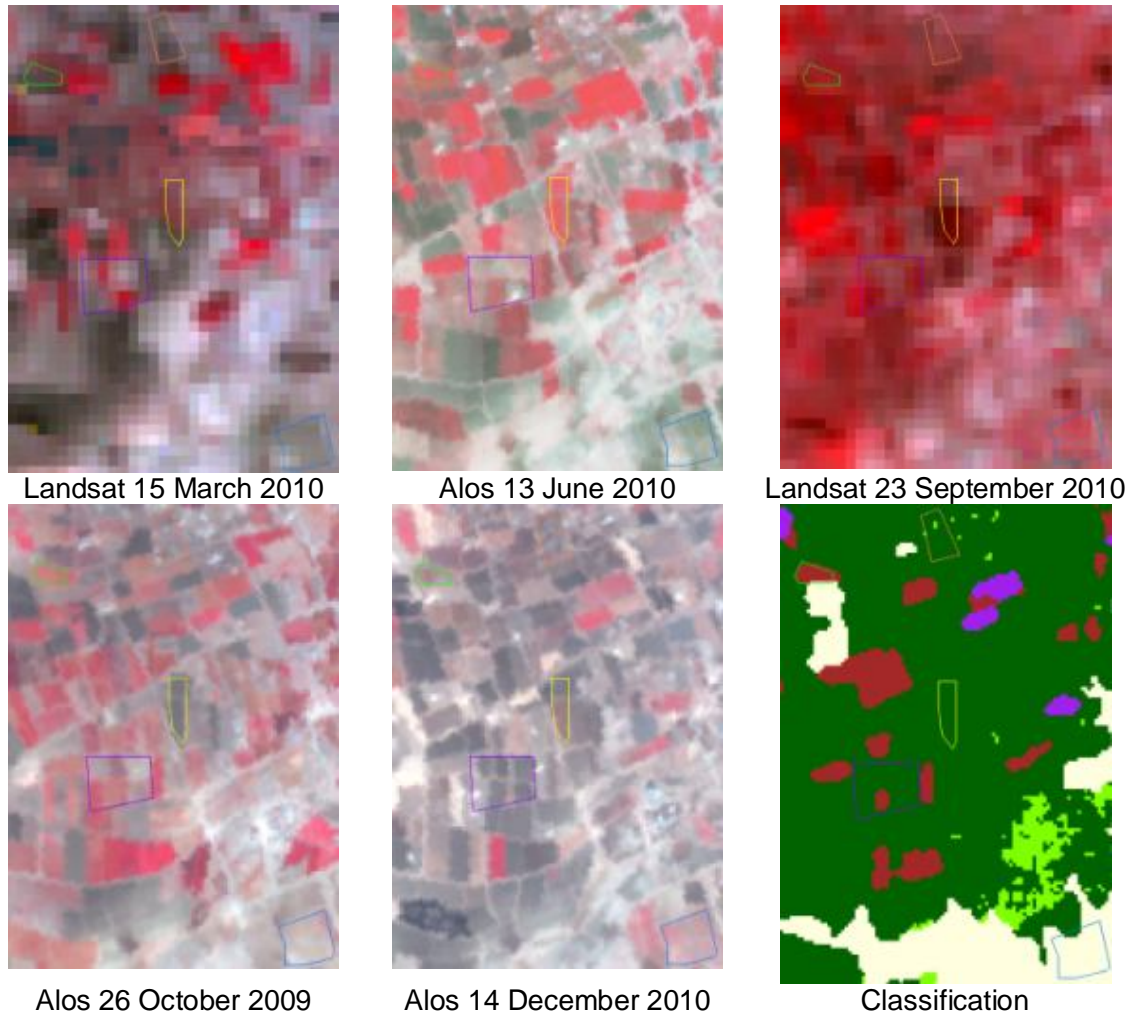 Landsat 15 March 2010
Alos 13 June 2010
Landsat 23 September 2010
Alos 26 October 2009
Alos 14 December 2010
Classification